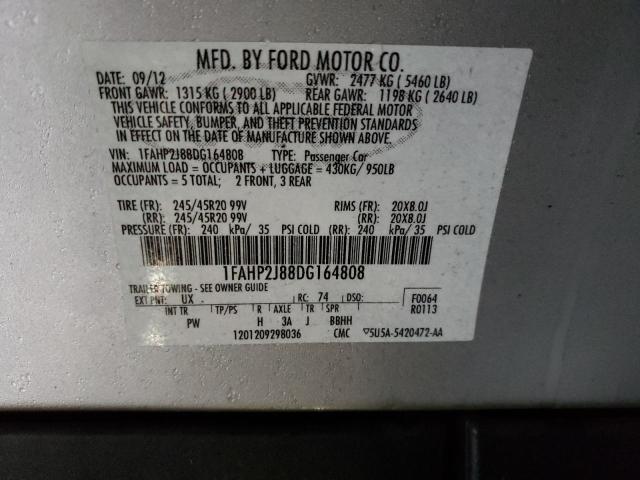 MFD. BY FORD MOTOR CO.
DATE: 09/12 GVWR: 2477 KG ( 5460 LB)
FRONT GAWR: 1315 KG ( 2900 LB) REAR GAWR: 1198 KG ( 2640 LB)
THIS VEHICLE CONFORMS TO ALL APPLICABLE FEDERAL MOTOR
VEHICLE SAFETY, BUMPER, AND THEFT PREVENTION STANDARDS
IN EFFECT ON THE DATE OF MANUFACTURE SHOWN ABOVE.
VIN: 1FAHP2J88DG164808 TYPE: Passenger Car
MAXIMUM LOAD = OCCUPANTS + LUGGAGE = 430KG/ 950LB
OCCUPANTS = 5 TOTAL; 2 FRONT, 3 REAR
TIRE (FR): 245/45R20 99V RIMS (FR): 20X8.0J
(RR): 245/45R20 99V (RR): 20X8.0J
PRESSURE (FR): 240 kPa/ 35 PSI COLD (RR): 240 kPa/ 35 PSI COLD
1FAHP2J88DG164808
TRAILER TOWING - SEE OWNER GUIDE
EXT PNT: UX RC: 74 DSO: F0064
INT TR TP/PS R AXLE TR SPR R0113
PW H 3A J BBHH
1201209298036 CMC ▽5U5A-5420472-AA